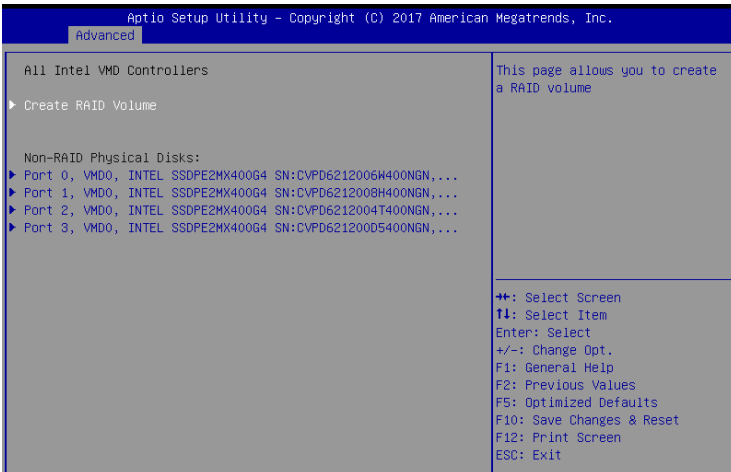 Aptio Setup Utility – Copyright (C) 2017 American Megatrends, Inc.
Advanced
All Intel VMD Controllers
Create RAID Volume
Non-RAID Physical Disks:
Port 0, VMD0, INTEL SSDPE2MX400G4 SN:CVPD6212006W400NGN,...
Port 1, VMD0, INTEL SSDPE2MX400G4 SN:CVPD6212008H400NGN,...
Port 2, VMD0, INTEL SSDPE2MX400G4 SN:CVPD6212004T400NGN,...
Port 3, VMD0, INTEL SSDPE2MX400G4 SN:CVPD621200D5400NGN,...
This page allows you to create
a RAID volume
→←: Select Screen
↑↓: Select Item
Enter: Select
+/-: Change Opt.
F1: General Help
F2: Previous Values
F5: Optimized Defaults
F10: Save Changes & Reset
F12: Print Screen
ESC: Exit